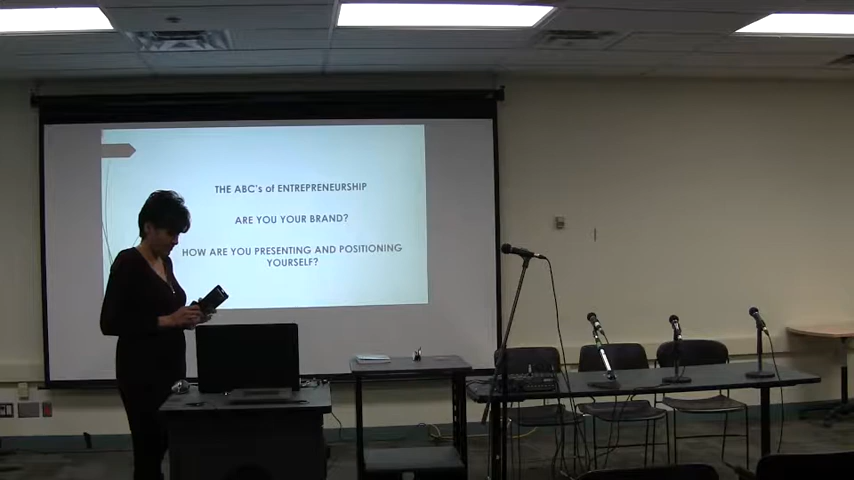 THE ABC's of ENTREPRENEURSHIP
ARE YOU YOUR BRAND?
HOW ARE YOU PRESENTING AND POSITIONING
YOURSELF?